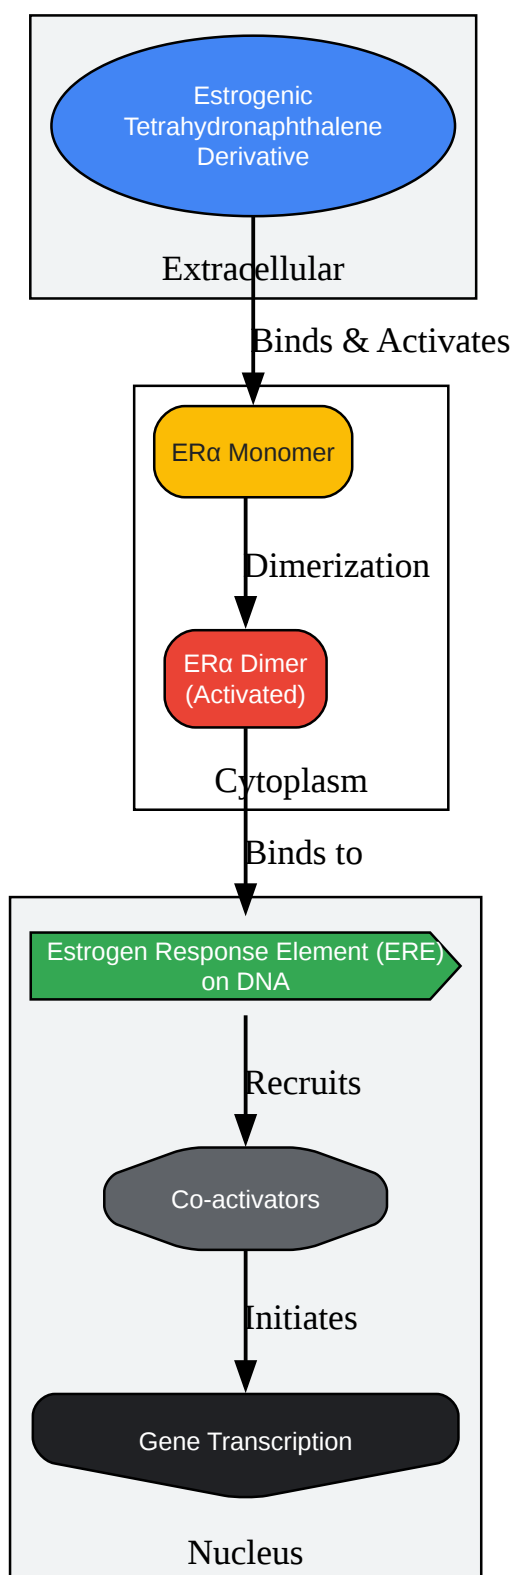 Estrogenic
Tetrahydronaphthalene
Derivative
Extracellular
Binds & Activates
ERα Monomer
Dimerization
ERα Dimer
(Activated)
Cytoplasm
Binds to
Estrogen Response Element (ERE)
on DNA
Recruits
Co-activators
Initiates
Gene Transcription
Nucleus